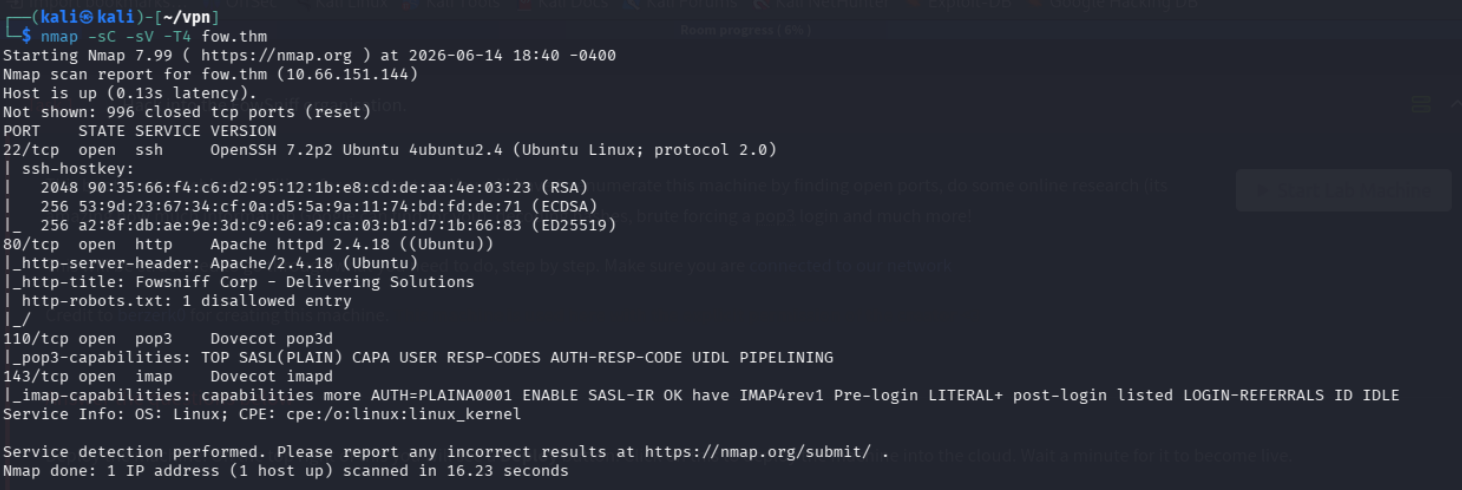 ┌──(kali㉿kali)-[~/vpn]
└─$ nmap -sC -sV -T4 fow.thm
Starting Nmap 7.99 ( https://nmap.org ) at 2026-06-14 18:40 -0400
Nmap scan report for fow.thm (10.66.151.144)
Host is up (0.13s latency).
Not shown: 996 closed tcp ports (reset)
PORT    STATE SERVICE VERSION
22/tcp  open  ssh     OpenSSH 7.2p2 Ubuntu 4ubuntu2.4 (Ubuntu Linux; protocol 2.0)
| ssh-hostkey:
|   2048 90:35:66:f4:c6:d2:95:12:1b:e8:cd:de:aa:4e:03:23 (RSA)
|   256 53:9d:23:67:34:cf:0a:d5:5a:9a:11:74:bd:fd:de:71 (ECDSA)
|_  256 a2:8f:db:ae:9e:3d:c9:e6:a9:ca:03:b1:d7:1b:66:83 (ED25519)
80/tcp  open  http    Apache httpd 2.4.18 ((Ubuntu))
|_http-server-header: Apache/2.4.18 (Ubuntu)
|_http-title: Fowsniff Corp - Delivering Solutions
| http-robots.txt: 1 disallowed entry
|_/
110/tcp open  pop3    Dovecot pop3d
|_pop3-capabilities: TOP SASL(PLAIN) CAPA USER RESP-CODES AUTH-RESP-CODE UIDL PIPELINING
143/tcp open  imap    Dovecot imapd
|_imap-capabilities: capabilities more AUTH=PLAINA0001 ENABLE SASL-IR OK have IMAP4rev1 Pre-login LITERAL+ post-login listed LOGIN-REFERRALS ID IDLE
Service Info: OS: Linux; CPE: cpe:/o:linux:linux_kernel

Service detection performed. Please report any incorrect results at https://nmap.org/submit/ .
Nmap done: 1 IP address (1 host up) scanned in 16.23 seconds